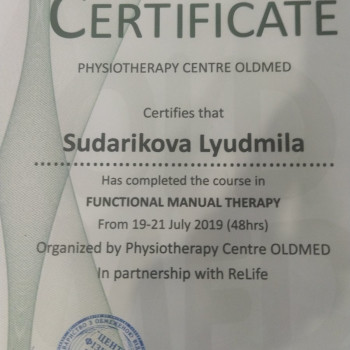 CERTIFICATE
PHYSIOTHERAPY CENTRE OLDMED
Certifies that
Sudarikova Lyudmila
Has completed the course in
FUNCTIONAL MANUAL THERAPY
From 19-21 July 2019 (48hrs)
Organized by Physiotherapy Centre OLDMED
In partnership with ReLife